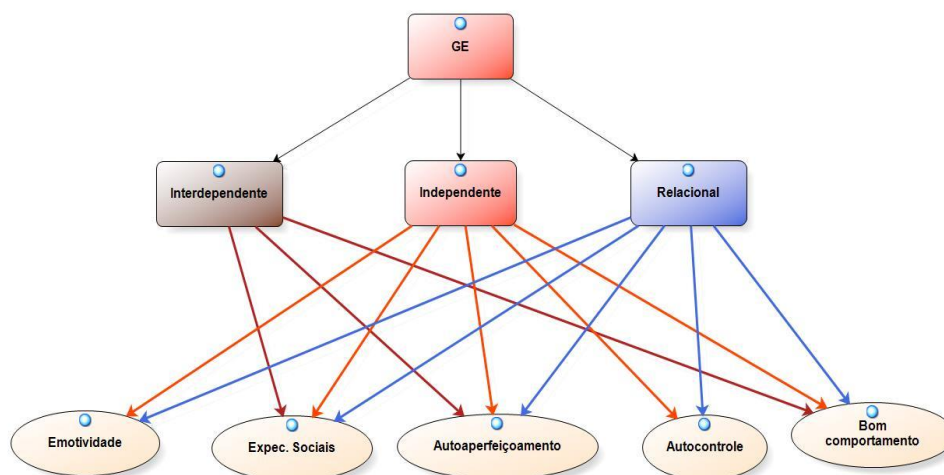 GE
Interdependente
Independente
Relacional
Emotividade
Expec. Sociais
Autoaperfeiçoamento
Autocontrole
Bom
comportamento